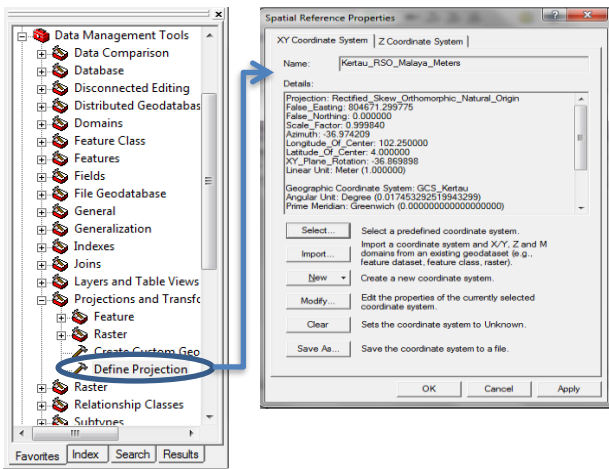 Data Management Tools
Data Comparison
Database
Disconnected Editing
Distributed Geodatabas
Domains
Feature Class
Features
Fields
File Geodatabase
General
Generalization
Indexes
Joins
Layers and Table Views
Projections and Transfc
Feature
Raster
Create Custom Geo
Define Projection
Raster
Relationship Classes
Subtypes
Favorites Index Search Results
Spatial Reference Properties
XY Coordinate System Z Coordinate System
Name: Kertau_RSO_Malaya_Meters
Details:
Projection: Rectified_Skew_Orthomorphic_Natural_Origin
False_Easting: 804671.299775
False_Northing: 0.000000
Scale_Factor: 0.999840
Azimuth: -36.974209
Longitude_Of_Center: 102.250000
Latitude_Of_Center: 4.000000
XY_Plane_Rotation: -36.869898
Linear Unit: Meter (1.000000)
Geographic Coordinate System: GCS_Kertau
Angular Unit: Degree (0.017453292519943299)
Prime Meridian: Greenwich (0.000000000000000000)
Select... Select a predefined coordinate system.
Import... Import a coordinate system and X/Y, Z and M
domains from an existing geodataset (e.g.,
feature dataset, feature class, raster).
New Create a new coordinate system.
Modify... Edit the properties of the currently selected
coordinate system.
Clear Sets the coordinate system to Unknown.
Save As... Save the coordinate system to a file.
OK Cancel Apply